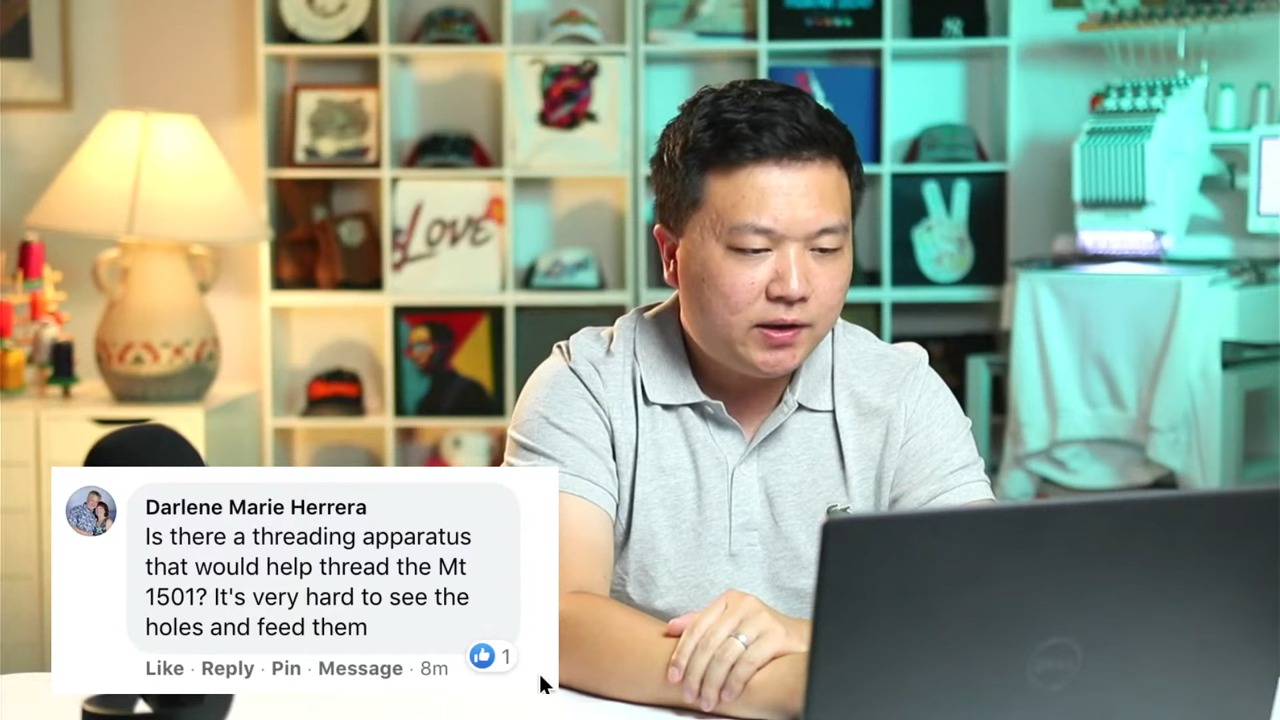 Love
Darlene Marie Herrera
Is there a threading apparatus
that would help thread the Mt
1501? It's very hard to see the
holes and feed them
Like · Reply · Pin · Message · 8m
1
DELL